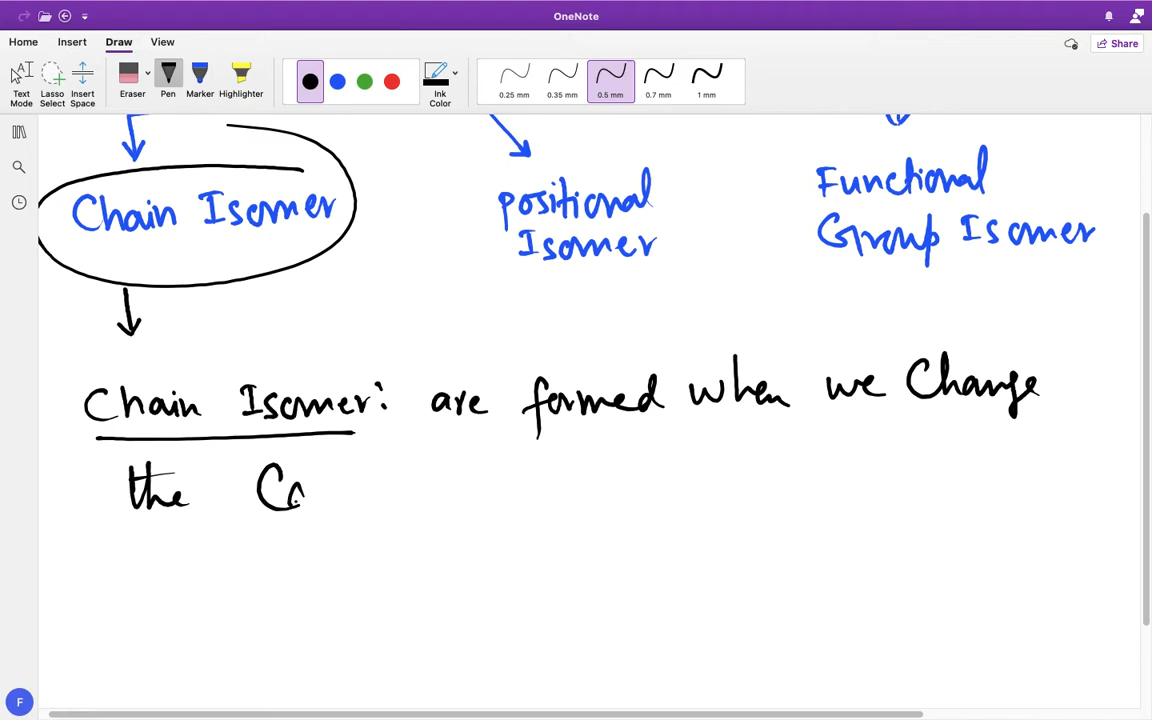 OneNote
Home Insert Draw View
Share
Text Mode
Lasso Select
Insert Space
Eraser
Pen
Marker
Highlighter
Ink Color
0.25 mm
0.35 mm
0.5 mm
0.7 mm
1 mm
Chain Isomer
Positional
Isomer
Functional
Group Isomer
Chain Isomer: are formed when we Change
the Ca
F